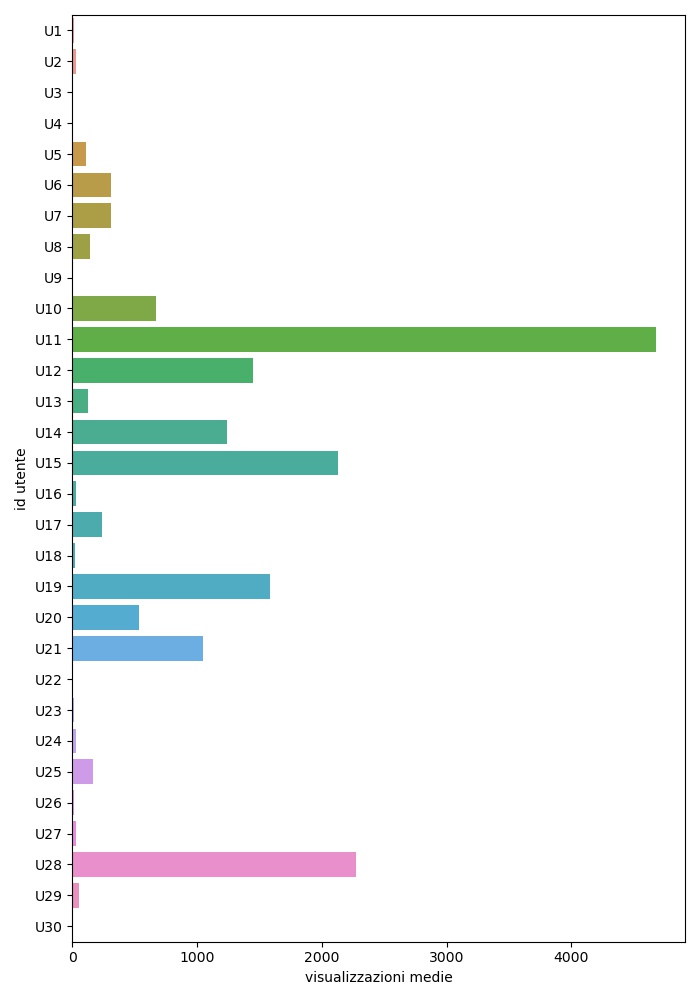 U1
U2
U3
U4
U5
U6
U7
U8
U9
U10
U11
U12
U13
U14
U15
U16
U17
U18
U19
U20
U21
U22
U23
U24
U25
U26
U27
U28
U29
U30
id utente
0 1000 2000 3000 4000
visualizzazioni medie